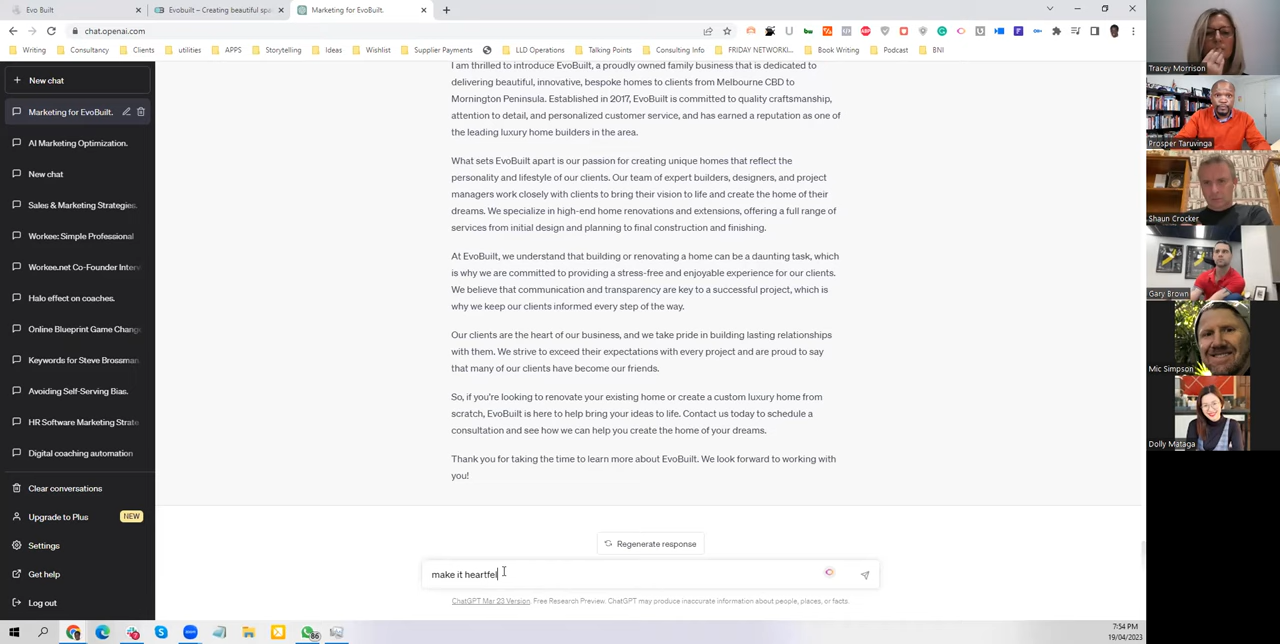 Evo Built
Evobuilt – Creating beautiful spa
Marketing for EvoBuilt.
chat.openai.com
Writing
Consultancy
Clients
utilities
APPS
Storytelling
Ideas
Wishlist
Supplier Payments
LLD Operations
Talking Points
Consulting Info
FRIDAY NETWORKI...
Book Writing
Podcast
BNI
New chat
Marketing for EvoBuilt.
AI Marketing Optimization.
New chat
Sales & Marketing Strategies.
Workee: Simple Professional
Workee.net Co-Founder Interv
Halo effect on coaches.
Online Blueprint Game Change
Keywords for Steve Brossman
Avoiding Self-Serving Bias.
HR Software Marketing Strate
Digital coaching automation
Clear conversations
Upgrade to Plus
NEW
Settings
Get help
Log out
I am thrilled to introduce EvoBuilt, a proudly owned family business that is dedicated to
delivering beautiful, innovative, bespoke homes to clients from Melbourne CBD to
Mornington Peninsula. Established in 2017, EvoBuilt is committed to quality craftsmanship,
attention to detail, and personalized customer service, and has earned a reputation as one of
the leading luxury home builders in the area.
What sets EvoBuilt apart is our passion for creating unique homes that reflect the
personality and lifestyle of our clients. Our team of expert builders, designers, and project
managers work closely with clients to bring their vision to life and create the home of their
dreams. We specialize in high-end home renovations and extensions, offering a full range of
services from initial design and planning to final construction and finishing.
At EvoBuilt, we understand that building or renovating a home can be a daunting task, which
is why we are committed to providing a stress-free and enjoyable experience for our clients.
We believe that communication and transparency are key to a successful project, which is
why we keep our clients informed every step of the way.
Our clients are the heart of our business, and we take pride in building lasting relationships
with them. We strive to exceed their expectations with every project and are proud to say
that many of our clients have become our friends.
So, if you're looking to renovate your existing home or create a custom luxury home from
scratch, EvoBuilt is here to help bring your ideas to life. Contact us today to schedule a
consultation and see how we can help you create the home of your dreams.
Thank you for taking the time to learn more about EvoBuilt. We look forward to working with
you!
Regenerate response
make it heartfel
ChatGPT Mar 23 Version. Free Research Preview. ChatGPT may produce inaccurate information about people, places, or facts.
Tracey Morrison
Prosper Taruvinga
Shaun Crocker
Gary Brown
Mic Simpson
Dolly Mataga
86
7:54 PM
19/04/2023